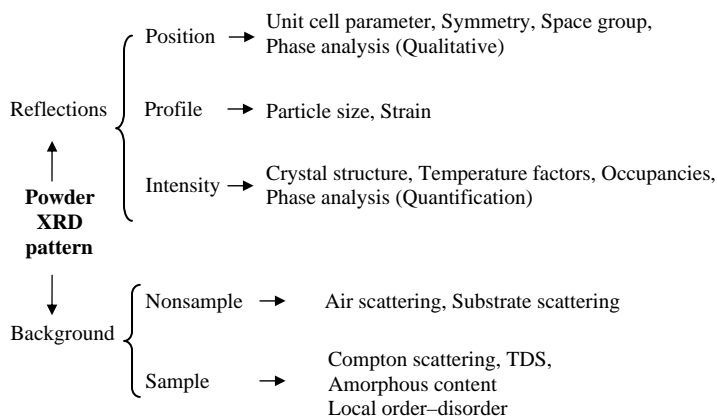 Position
Unit cell parameter, Symmetry, Space group,
Phase analysis (Qualitative)
Reflections
Profile
Particle size, Strain
Intensity
Crystal structure, Temperature factors, Occupancies,
Phase analysis (Quantification)
Powder
XRD
pattern
Nonsample
Air scattering, Substrate scattering
Background
Sample
Compton scattering, TDS,
Amorphous content
Local order–disorder